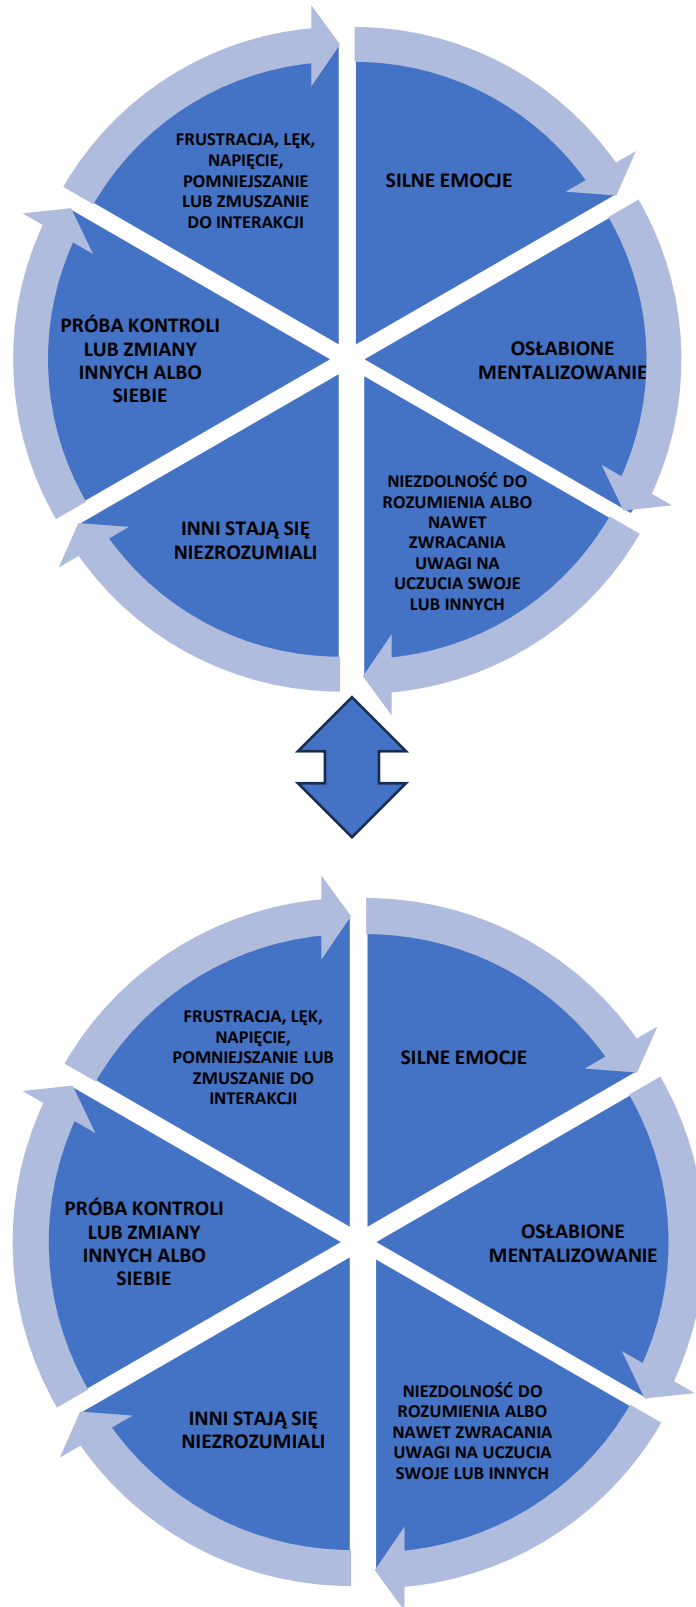 FRUSTRACJA, LĘK,
NAPIĘCIE,
POMNIEJSZANIE
LUB ZMUSZANIE
DO INTERAKCJI
SILNE EMOCJE
OSŁABIONE
MENTALIZOWANIE
NIEZDOLNOŚĆ DO
ROZUMIENIA ALBO
NAWET
ZWRACANIA
UWAGI NA
UCZUCIA SWOJE
LUB INNYCH
INNI STAJĄ SIĘ
NIEZROZUMIALI
PRÓBA KONTROLI
LUB ZMIANY
INNYCH ALBO
SIEBIE
FRUSTRACJA, LĘK,
NAPIĘCIE,
POMNIEJSZANIE LUB
ZMUSZANIE DO
INTERAKCJI
SILNE EMOCJE
OSŁABIONE
MENTALIZOWANIE
NIEZDOLNOŚĆ DO
ROZUMIENIA ALBO
NAWET ZWRACANIA
UWAGI NA UCZUCIA
SWOJE LUB INNYCH
INNI STAJĄ SIĘ
NIEZROZUMIALI
PRÓBA KONTROLI
LUB ZMIANY
INNYCH ALBO
SIEBIE